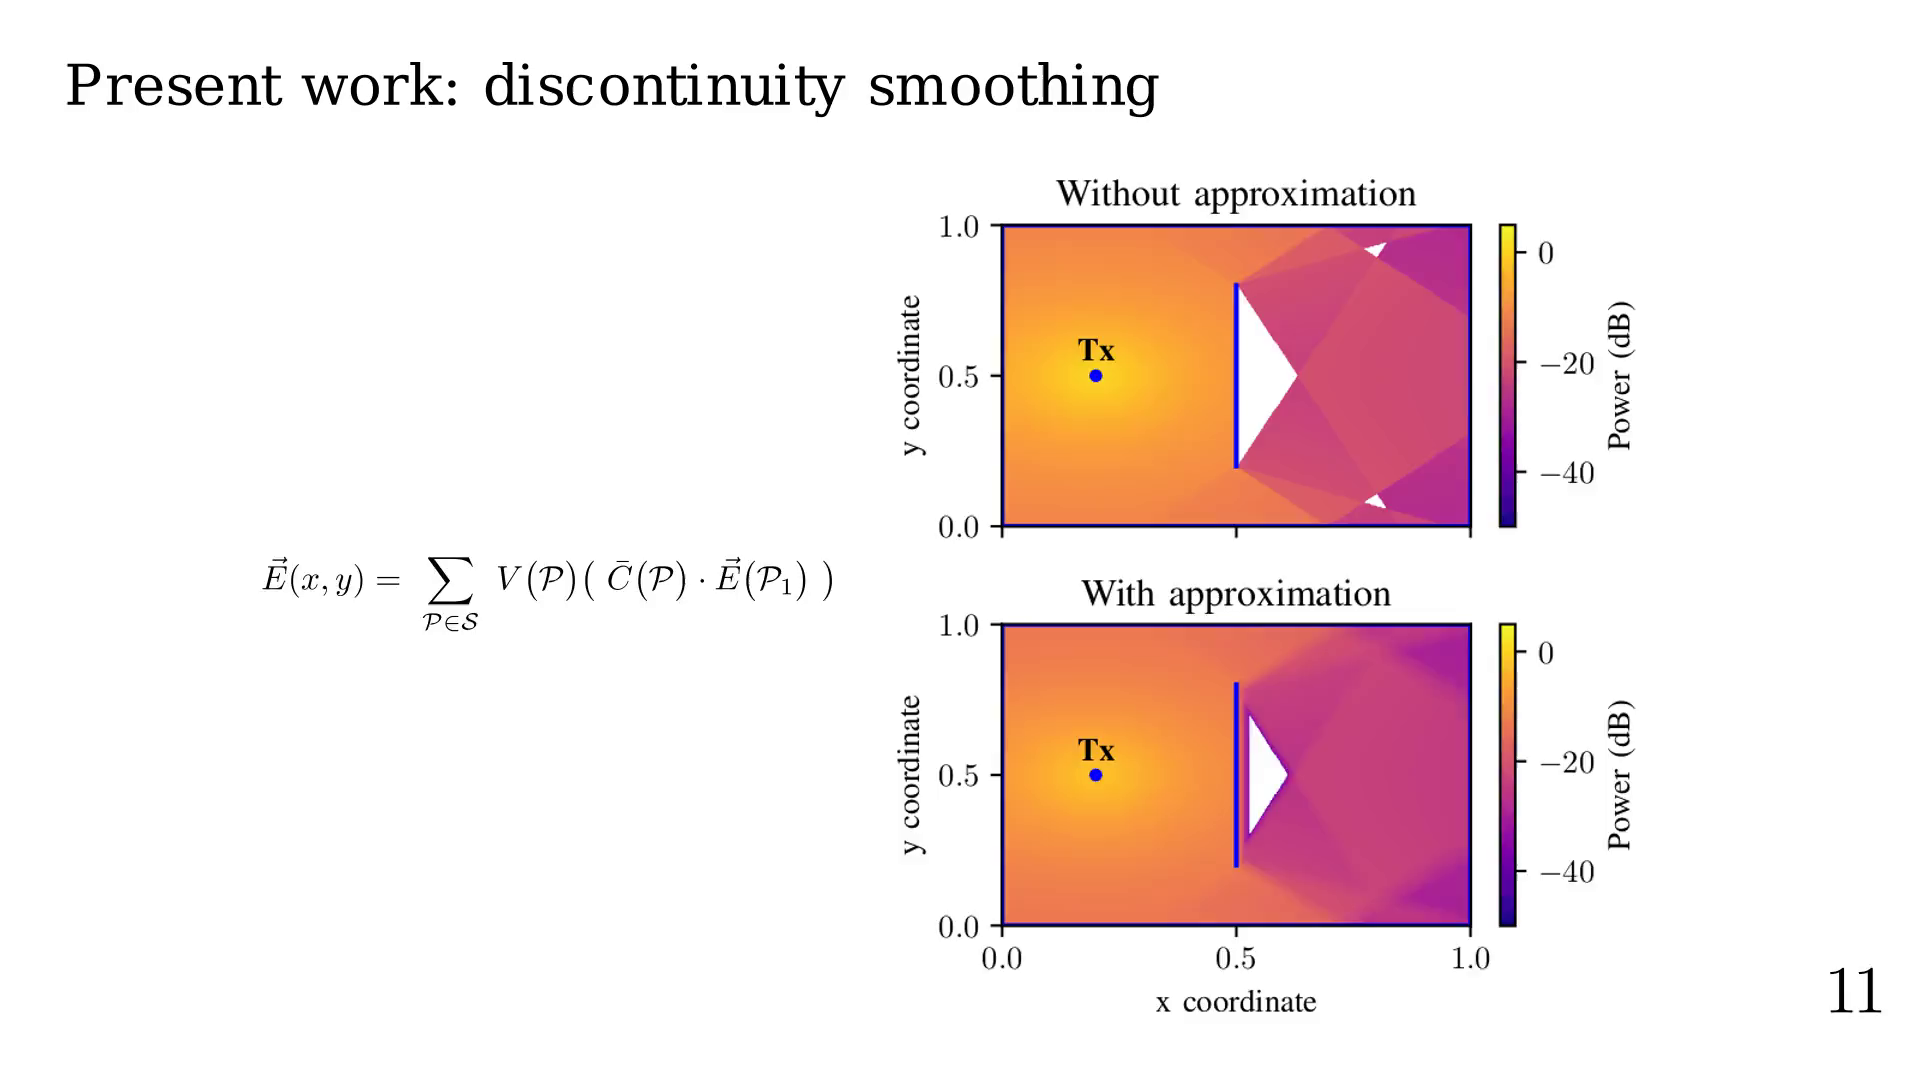 Present work: discontinuity smoothing
E⃗(x, y) = ∑ V(𝒫)( C̄(𝒫) · E⃗(𝒫₁) )
𝒫∈𝒮
Without approximation
1.0
0.5
0.0
y coordinate
Tx
0
−20
−40
Power (dB)
With approximation
1.0
0.5
0.0
y coordinate
Tx
0
−20
−40
Power (dB)
0.0 0.5 1.0
x coordinate
11